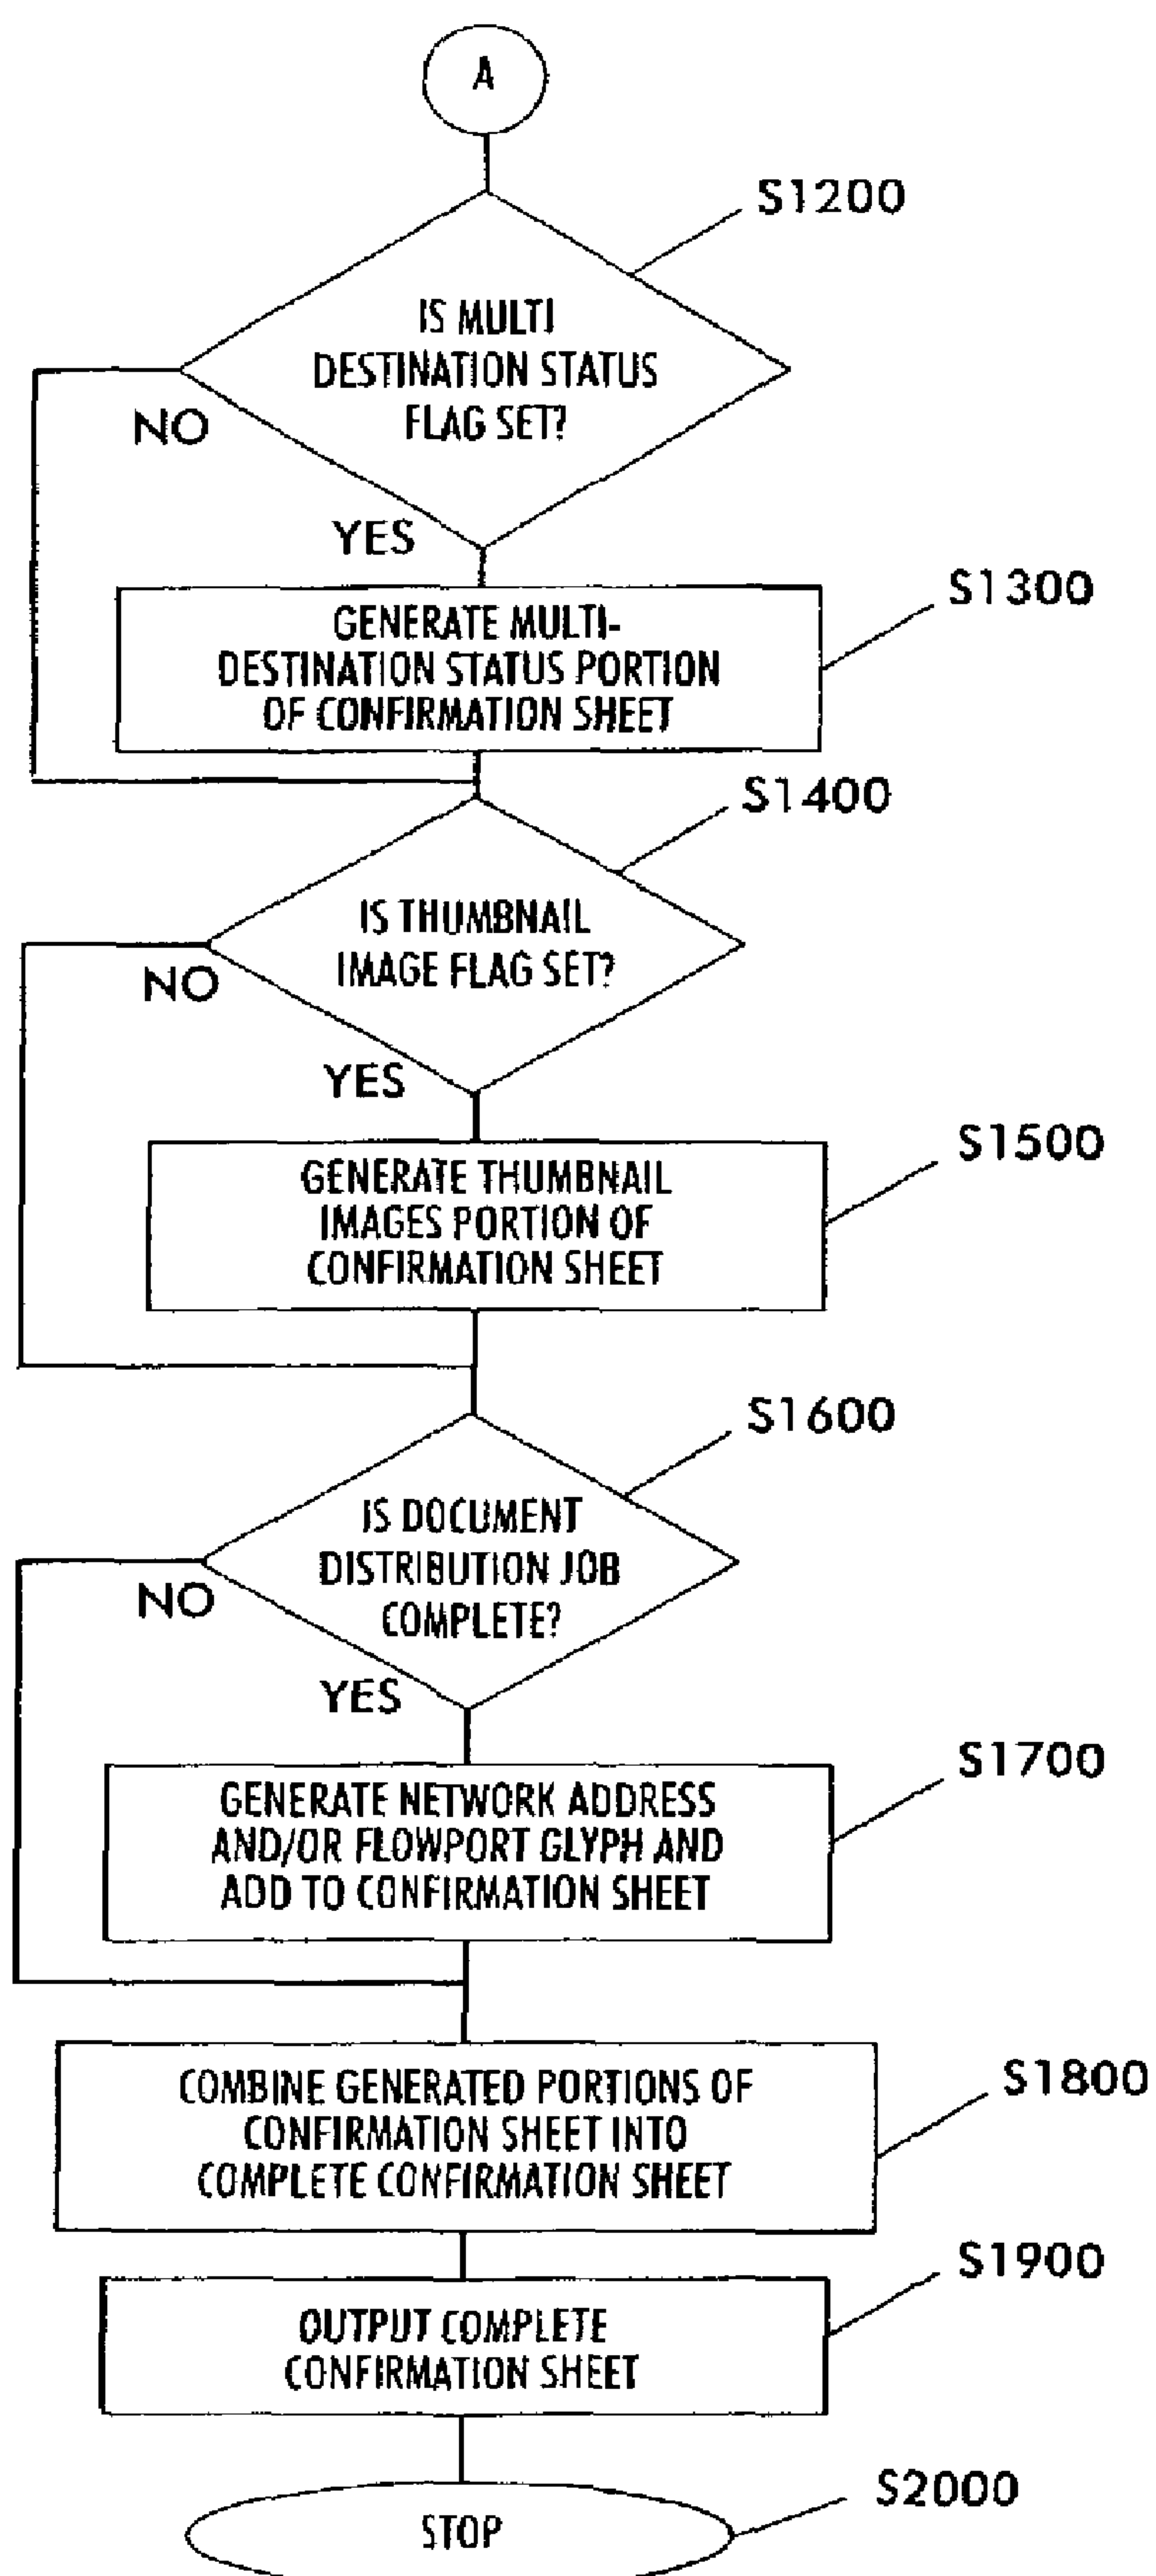 A
S1200
IS MULTI
DESTINATION STATUS
FLAG SET?
NO
YES
S1300
GENERATE MULTI-
DESTINATION STATUS PORTION
OF CONFIRMATION SHEET
S1400
IS THUMBNAIL
IMAGE FLAG SET?
NO
YES
S1500
GENERATE THUMBNAIL
IMAGES PORTION OF
CONFIRMATION SHEET
S1600
IS DOCUMENT
DISTRIBUTION JOB
COMPLETE?
NO
YES
S1700
GENERATE NETWORK ADDRESS
AND/OR FLOWPORT GLYPH AND
ADD TO CONFIRMATION SHEET
S1800
COMBINE GENERATED PORTIONS OF
CONFIRMATION SHEET INTO
COMPLETE CONFIRMATION SHEET
S1900
OUTPUT COMPLETE
CONFIRMATION SHEET
S2000
STOP